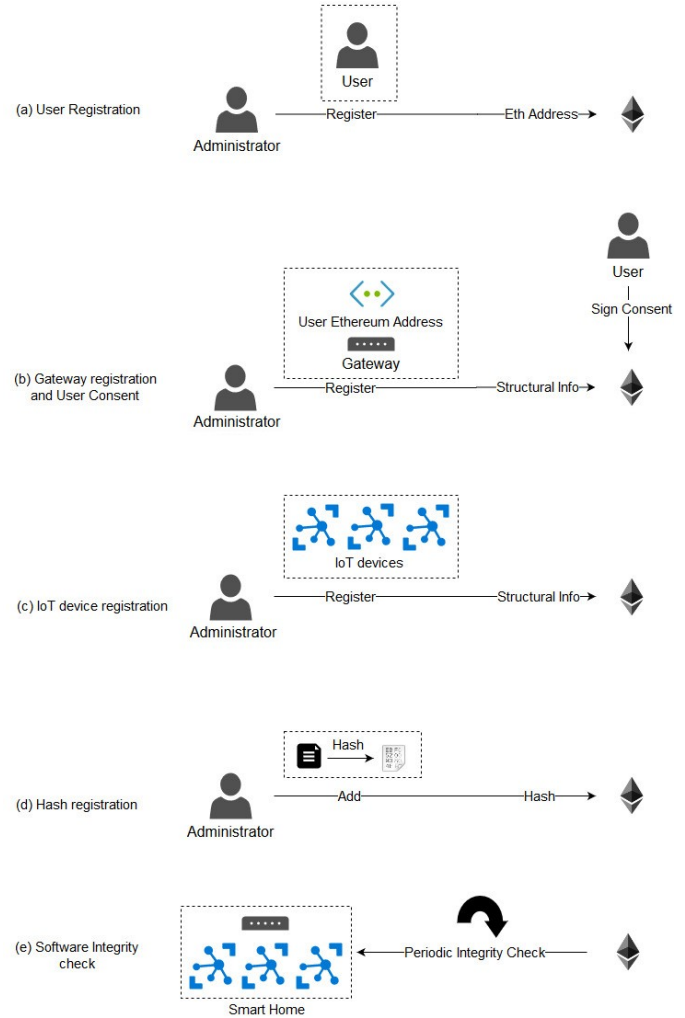 User
(a) User Registration
Register
Eth Address
Administrator
User
User Ethereum Address
Sign Consent
Gateway
(b) Gateway registration
and User Consent
Register
Structural Info
Administrator
IoT devices
(c) IoT device registration
Register
Structural Info
Administrator
Hash
(d) Hash registration
Add
Hash
Administrator
(e) Software Integrity
check
Periodic Integrity Check
Smart Home